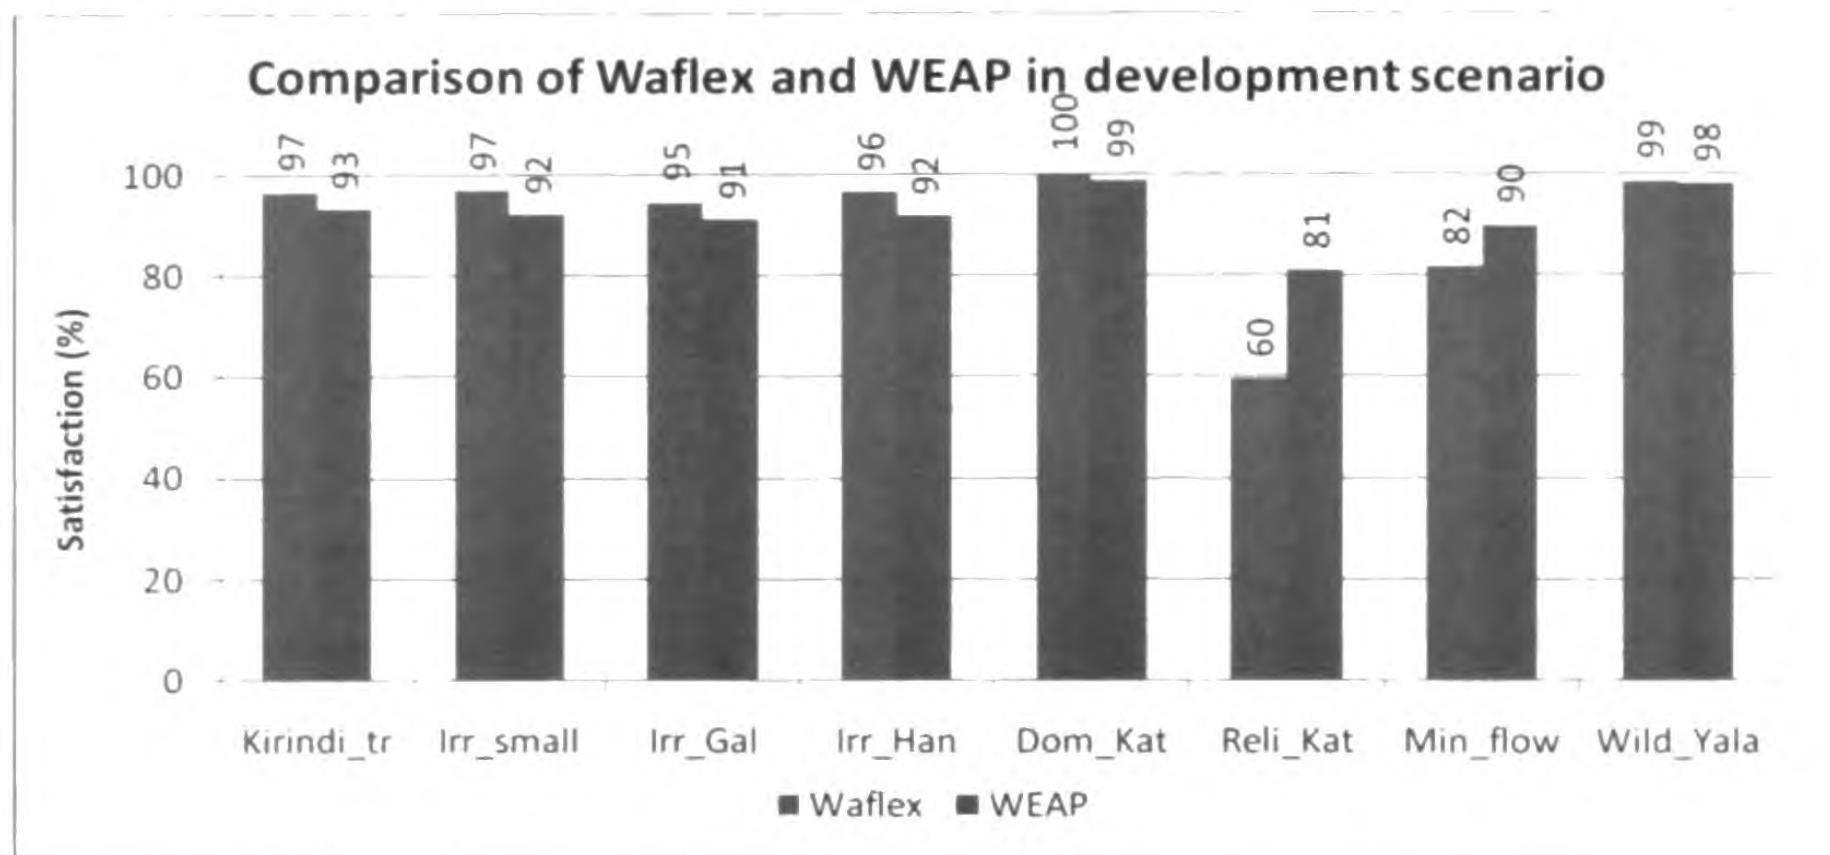 Comparison of Waflex and WEAP in development scenario
Satisfaction (%)
100
80
60
40
20
0
97 93 97 92 95 91 96 92 100 99 60 81 82 90 99 98
Kirindi_tr Irr_small Irr_Gal Irr_Han Dom_Kat Reli_Kat Min_flow Wild_Yala
Waflex WEAP